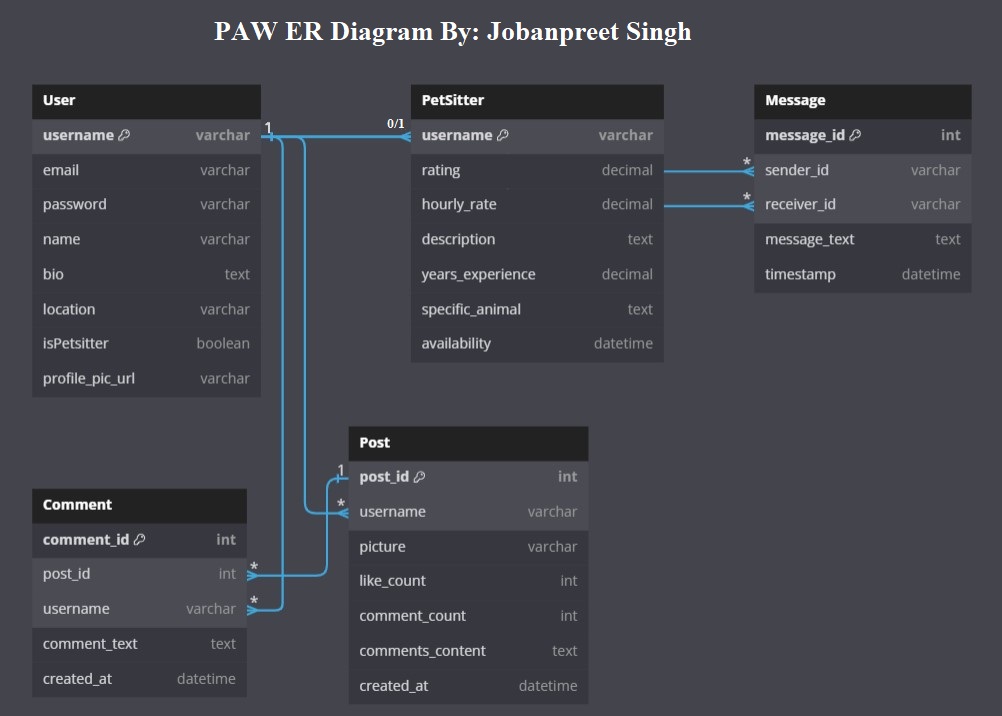 PAW ER Diagram By: Jobanpreet Singh
User
username varchar
email varchar
password varchar
name varchar
bio text
location varchar
isPetsitter boolean
profile_pic_url varchar
1
0/1
PetSitter
username varchar
rating decimal
hourly_rate decimal
description text
years_experience decimal
specific_animal text
availability datetime
*
*
Message
message_id int
sender_id varchar
receiver_id varchar
message_text text
timestamp datetime
1
*
Post
post_id int
username varchar
picture varchar
like_count int
comment_count int
comments_content text
created_at datetime
Comment
comment_id int
post_id int
username varchar
comment_text text
created_at datetime
*
*